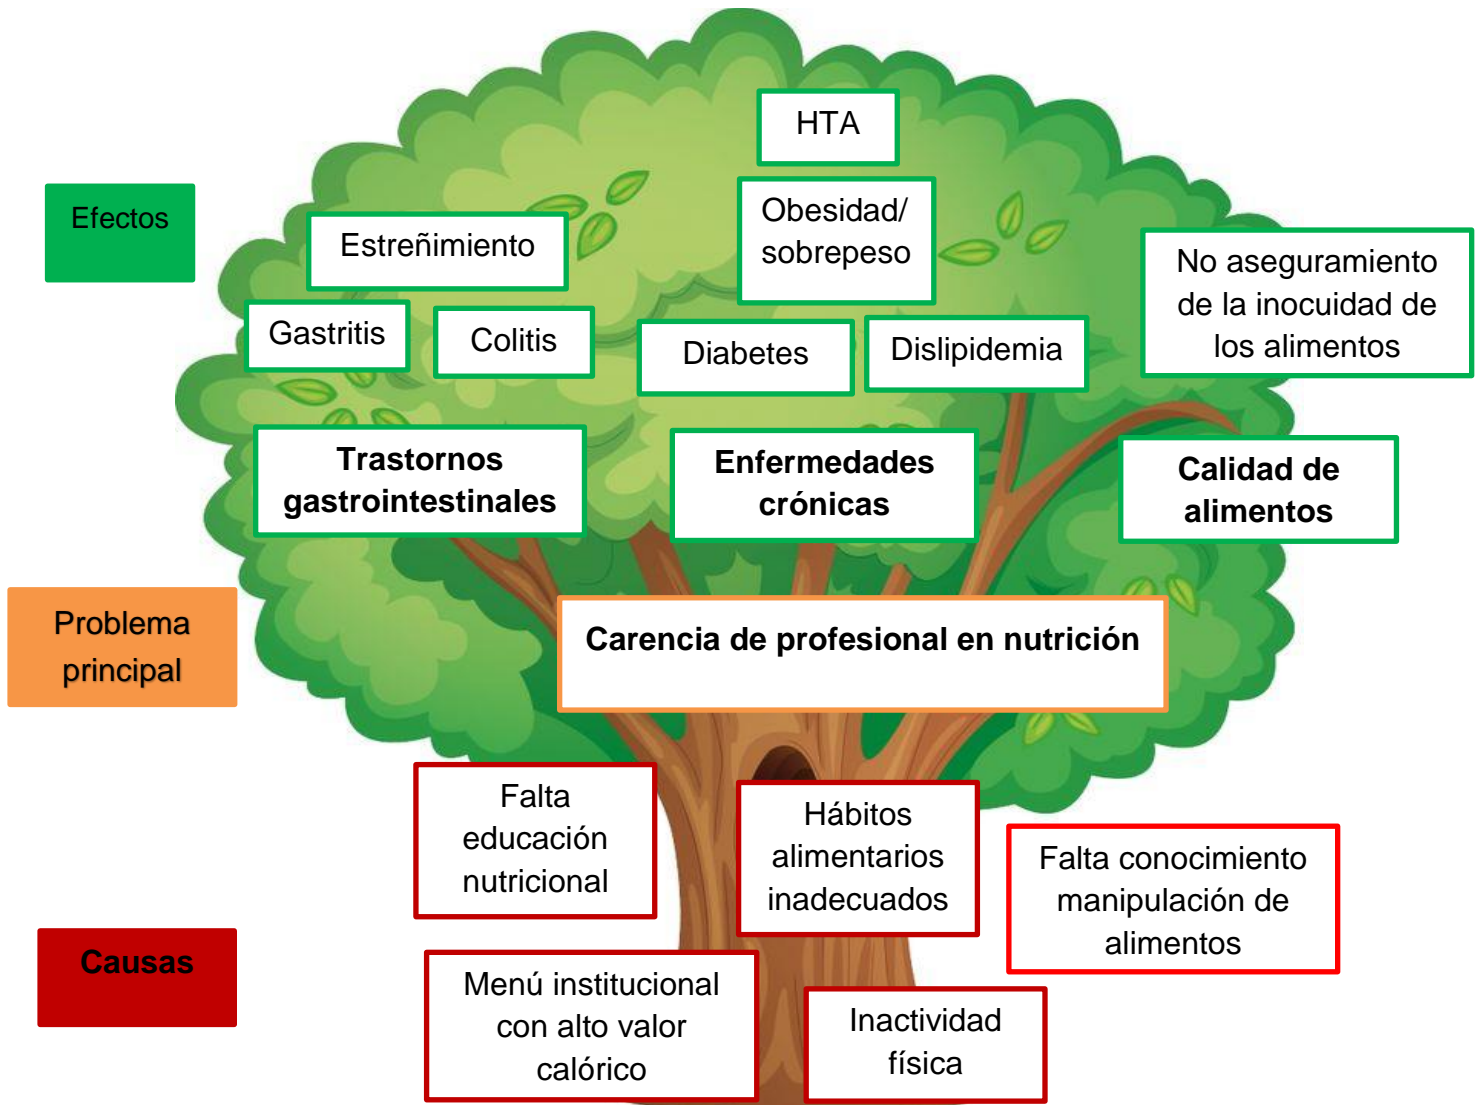 HTA
Efectos
Obesidad/
sobrepeso
Estreñimiento
No aseguramiento
de la inocuidad de
los alimentos
Gastritis
Colitis
Diabetes
Dislipidemia
Trastornos
gastrointestinales
Enfermedades
crónicas
Calidad de
alimentos
Problema
principal
Carencia de profesional en nutrición
Falta
educación
nutricional
Hábitos
alimentarios
inadecuados
Falta conocimiento
manipulación de
alimentos
Causas
Menú institucional
con alto valor
calórico
Inactividad
física